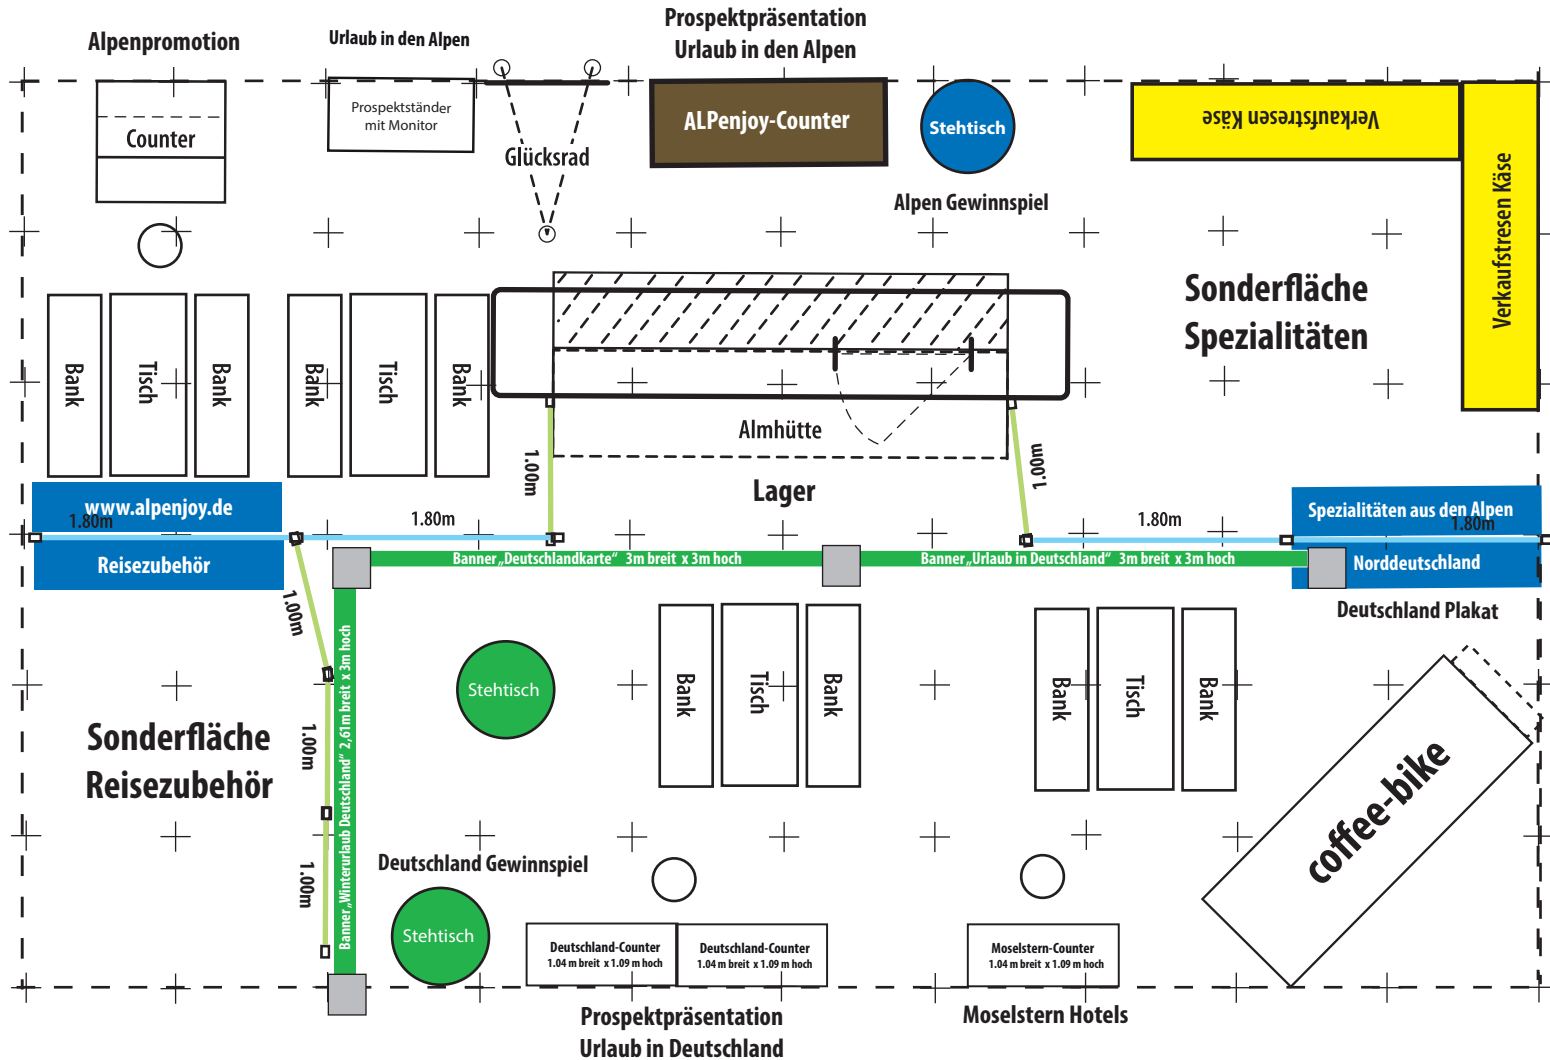 Prospektpräsentation
Urlaub in den Alpen
Alpenpromotion
Urlaub in den Alpen
Counter
Prospektständer
mit Monitor
Glücksrad
ALPenjoy-Counter
Stehtisch
Alpen Gewinnspiel
Verkaufstresen Käse
Verkaufstresen Käse
Sonderfläche
Spezialitäten
Bank
Tisch
Bank
Bank
Tisch
Bank
Almhütte
1.00m
1.00m
Lager
www.alpenjoy.de
1.80m
1.80m
1.80m
Spezialitäten aus den Alpen
1.80m
Reisezubehör
Banner „Deutschlandkarte“ 3m breit x 3m hoch
Banner „Urlaub in Deutschland“ 3m breit x 3m hoch
Norddeutschland
Deutschland Plakat
1.00m
Banner „Winterurlaub Deutschland“ 2,61m breit x 3m hoch
Stehtisch
Bank
Tisch
Bank
Bank
Tisch
Bank
Sonderfläche
Reisezubehör
1.00m
1.00m
coffee-bike
Deutschland Gewinnspiel
Stehtisch
Deutschland-Counter
1.04 m breit x 1.09 m hoch
Deutschland-Counter
1.04 m breit x 1.09 m hoch
Moselstern-Counter
1.04 m breit x 1.09 m hoch
Prospektpräsentation
Urlaub in Deutschland
Moselstern Hotels